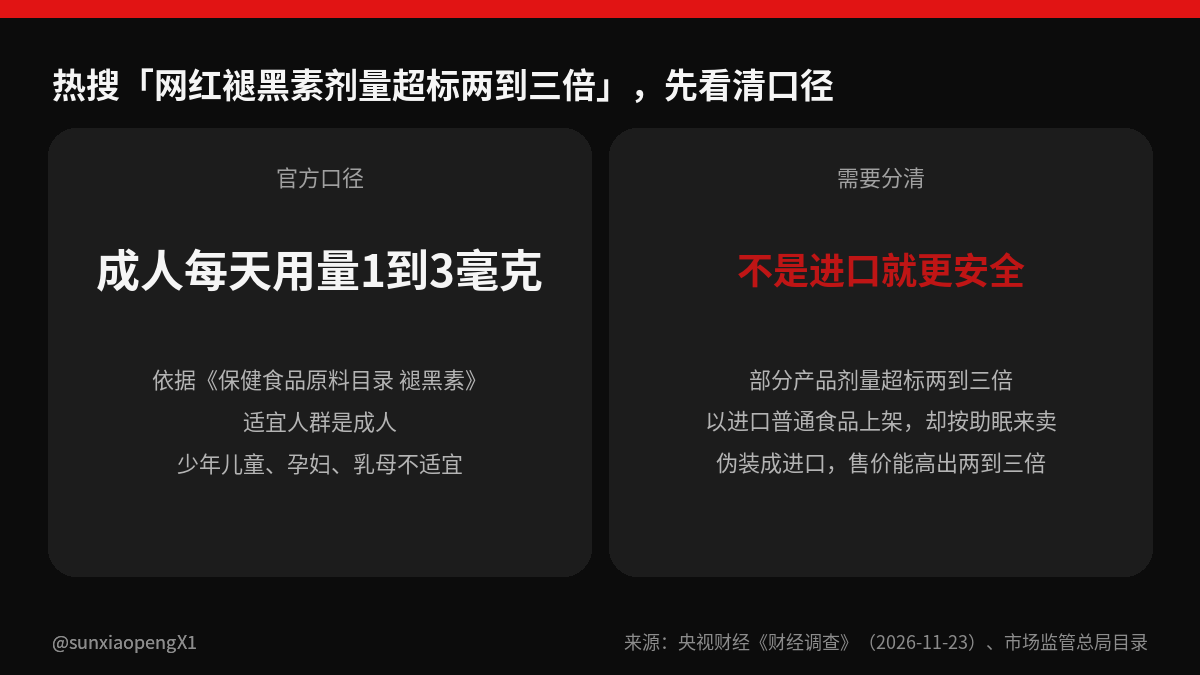 热搜「网红褪黑素剂量超标两到三倍」，先看清口径
官方口径
成人每天用量1到3毫克
依据《保健食品原料目录 褪黑素》
适宜人群是成人
少年儿童、孕妇、乳母不适宜
需要分清
不是进口就更安全
部分产品剂量超标两到三倍
以进口普通食品上架，却按助眠来卖
伪装成进口，售价能高出两到三倍
@sunxiaopengX1
来源：央视财经《财经调查》（2026-11-23）、市场监管总局目录